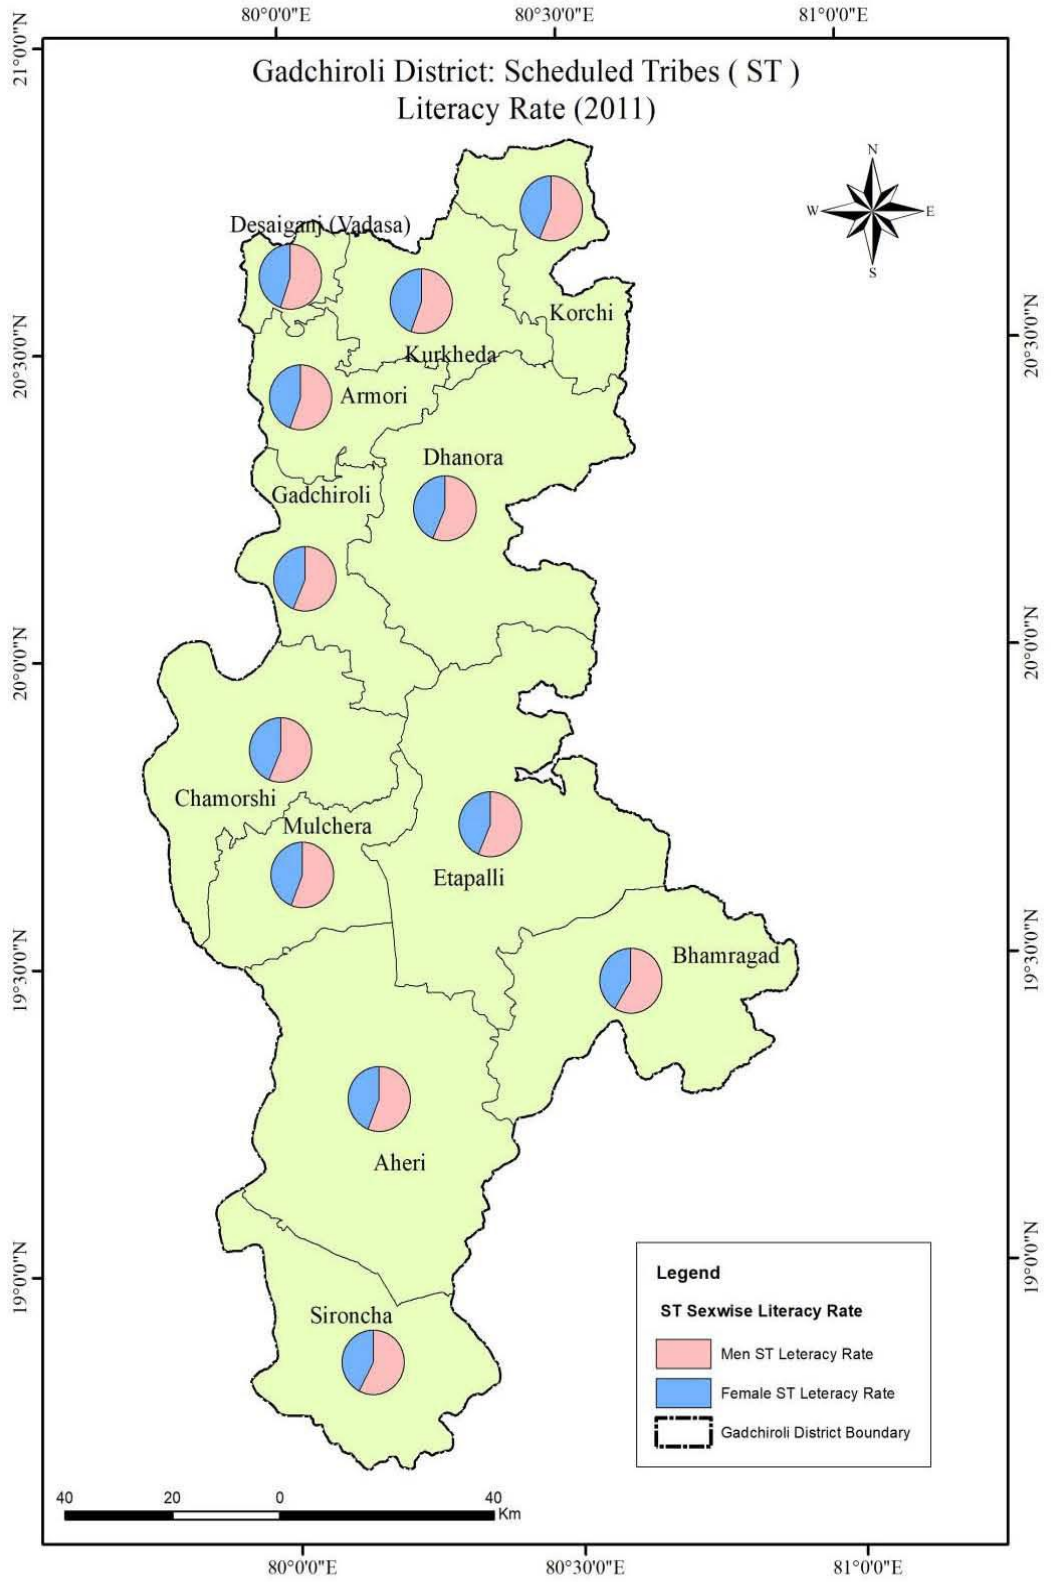 80°0'0"E 80°30'0"E 81°0'0"E
21°0'0"N
Gadchiroli District: Scheduled Tribes ( ST )
Literacy Rate (2011)
N
W E
S
Desaiganj (Vadasa)
Korchi
20°30'0"N 20°30'0"N
Kurkheda
Armori
Dhanora
Gadchiroli
20°0'0"N 20°0'0"N
Chamorshi
Mulchera
Etapalli
Bhamragad
19°30'0"N 19°30'0"N
Aheri
19°0'0"N 19°0'0"N
Sironcha
Legend
ST Sexwise Literacy Rate
Men ST Leteracy Rate
Female ST Leteracy Rate
Gadchiroli District Boundary
40 20 0 40
Km
80°0'0"E 80°30'0"E 81°0'0"E